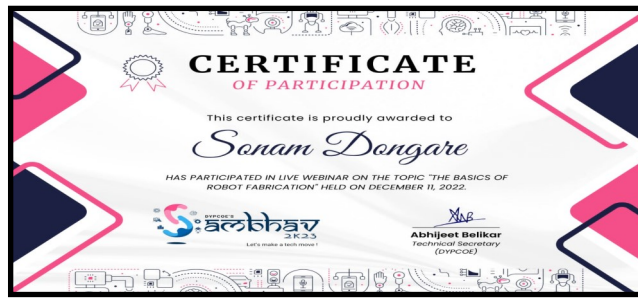 CERTIFICATE
OF PARTICIPATION
This certificate is proudly awarded to
Sonam Dongare
HAS PARTICIPATED IN LIVE WEBINAR ON THE TOPIC "THE BASICS OF
ROBOT FABRICATION" HELD ON DECEMBER 11, 2022.
DYPCOE'S
Sambhav
2K23
Let's make a tech move !
Abhijeet Belikar
Technical Secretary
(DYPCOE)